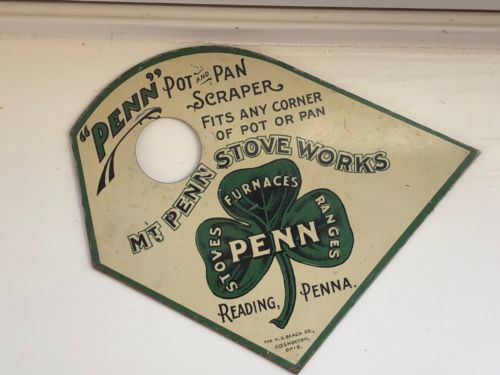 "PENN" POT AND PAN
SCRAPER
FITS ANY CORNER
OF POT OR PAN
MT. PENN STOVE WORKS
FURNACES
STOVES
RANGES
PENN
READING, PENNA.
THE H.D. BEACH CO.
COSHOCTON,
OHIO.